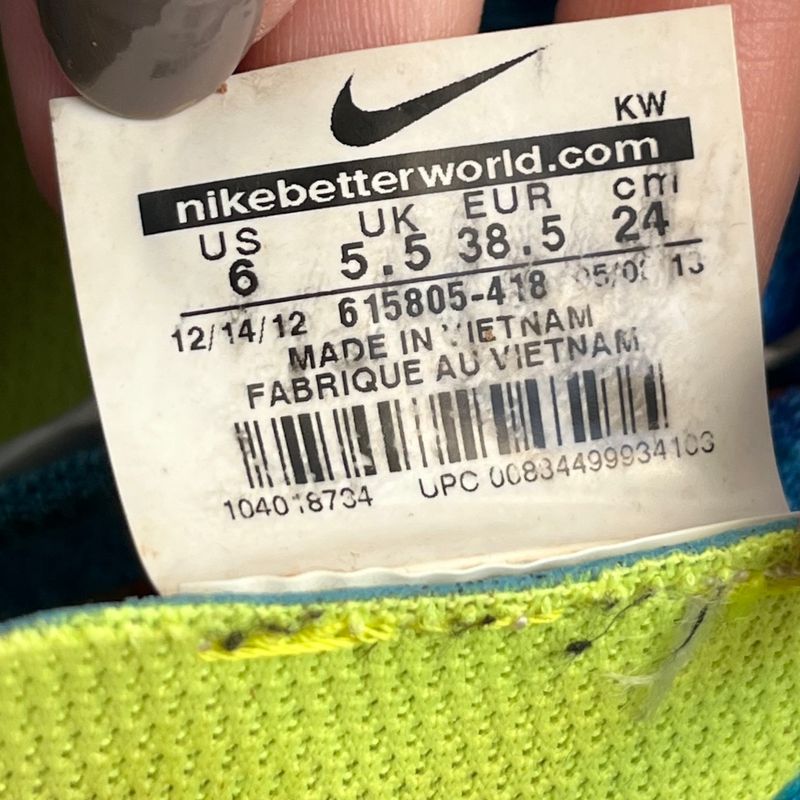 KW
nikebetterworld.com
US UK EUR cm
6 5.5 38.5 24
12/14/12 615805-418
MADE IN VIETNAM
FABRIQUE AU VIETNAM
104018734 UPC 00834499934103